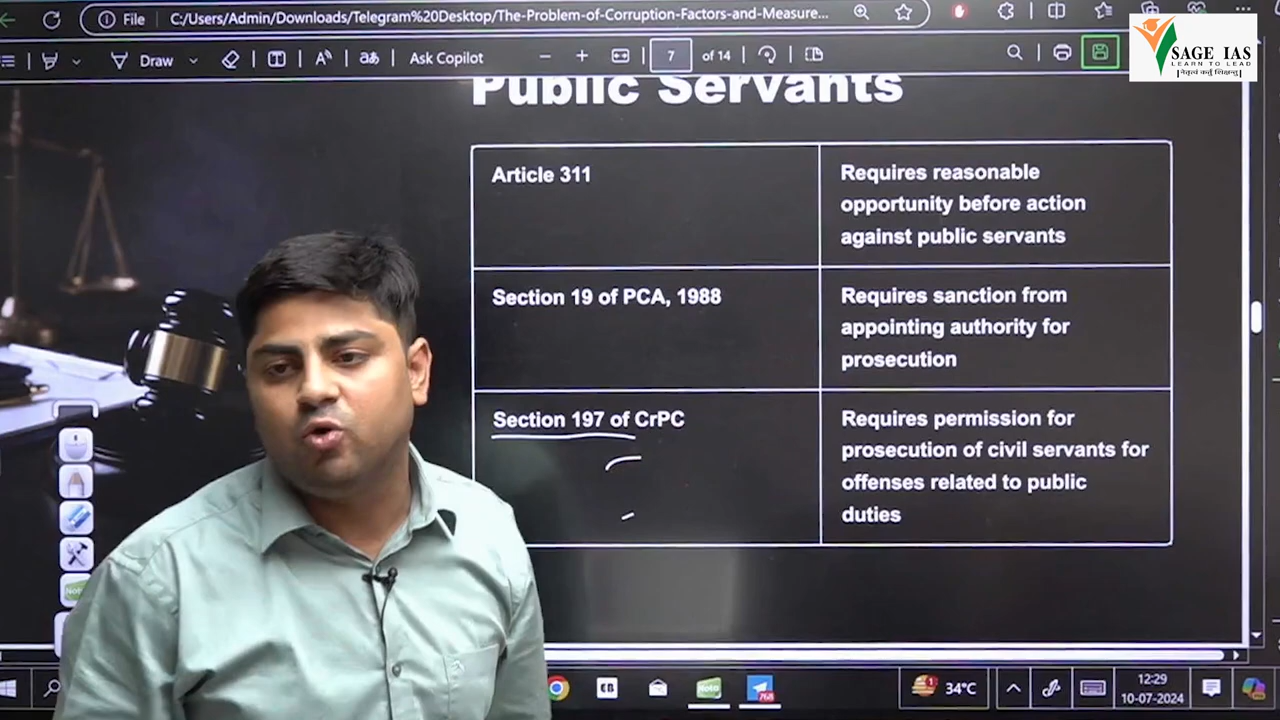 File
C:/Users/Admin/Downloads/Telegram%20Desktop/The-Problem-of-Corruption-Factors-and-Measure...
SAGE IAS
LEARN TO LEAD
नेतृत्वं कर्तुं शिक्षन्तु
Draw
Ask Copilot
7
of 14
Public Servants
Article 311
Requires reasonable
opportunity before action
against public servants
Section 19 of PCA, 1988
Requires sanction from
appointing authority for
prosecution
Section 197 of CrPC
Requires permission for
prosecution of civil servants for
offenses related to public
duties
34°C
12:29
10-07-2024